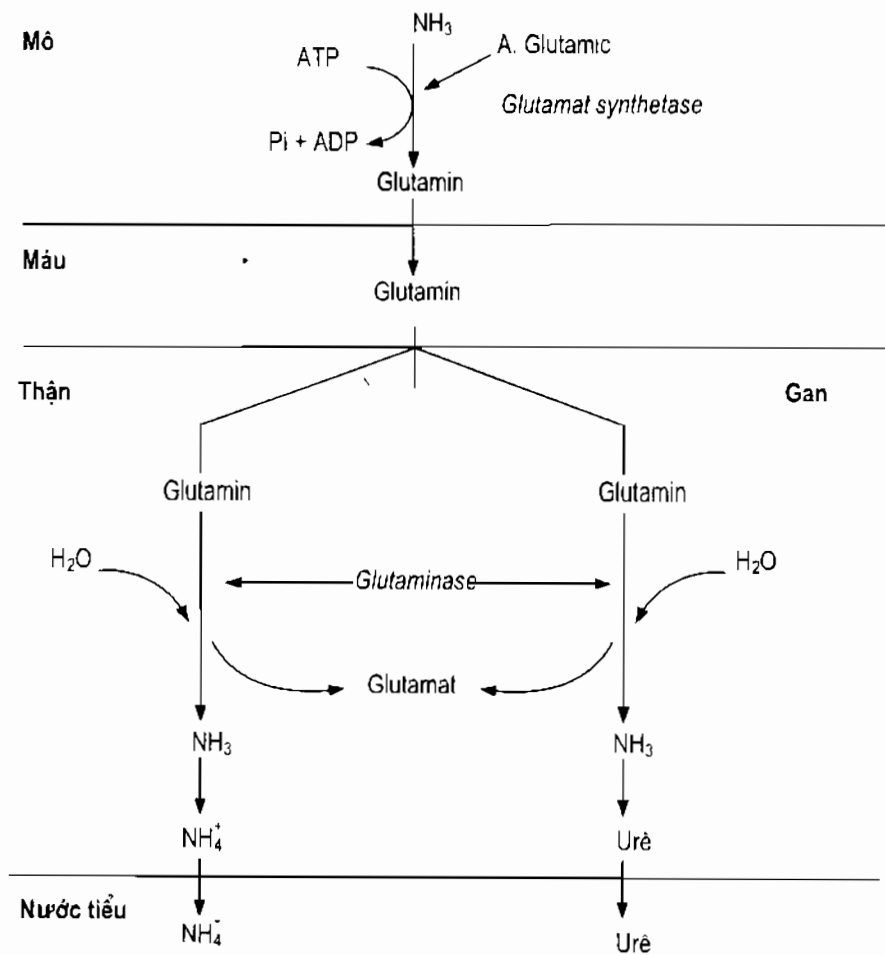 Mô
NH₃
ATP
A. Glutamic
Glutamat synthetase
Pi + ADP
Glutamin
Máu
Glutamin
Thận
Gan
Glutamin
Glutamin
H₂O
H₂O
Glutaminase
Glutamat
NH₃
NH₃
NH₄⁺
Urê
Nước tiểu
NH₄⁻
Urê